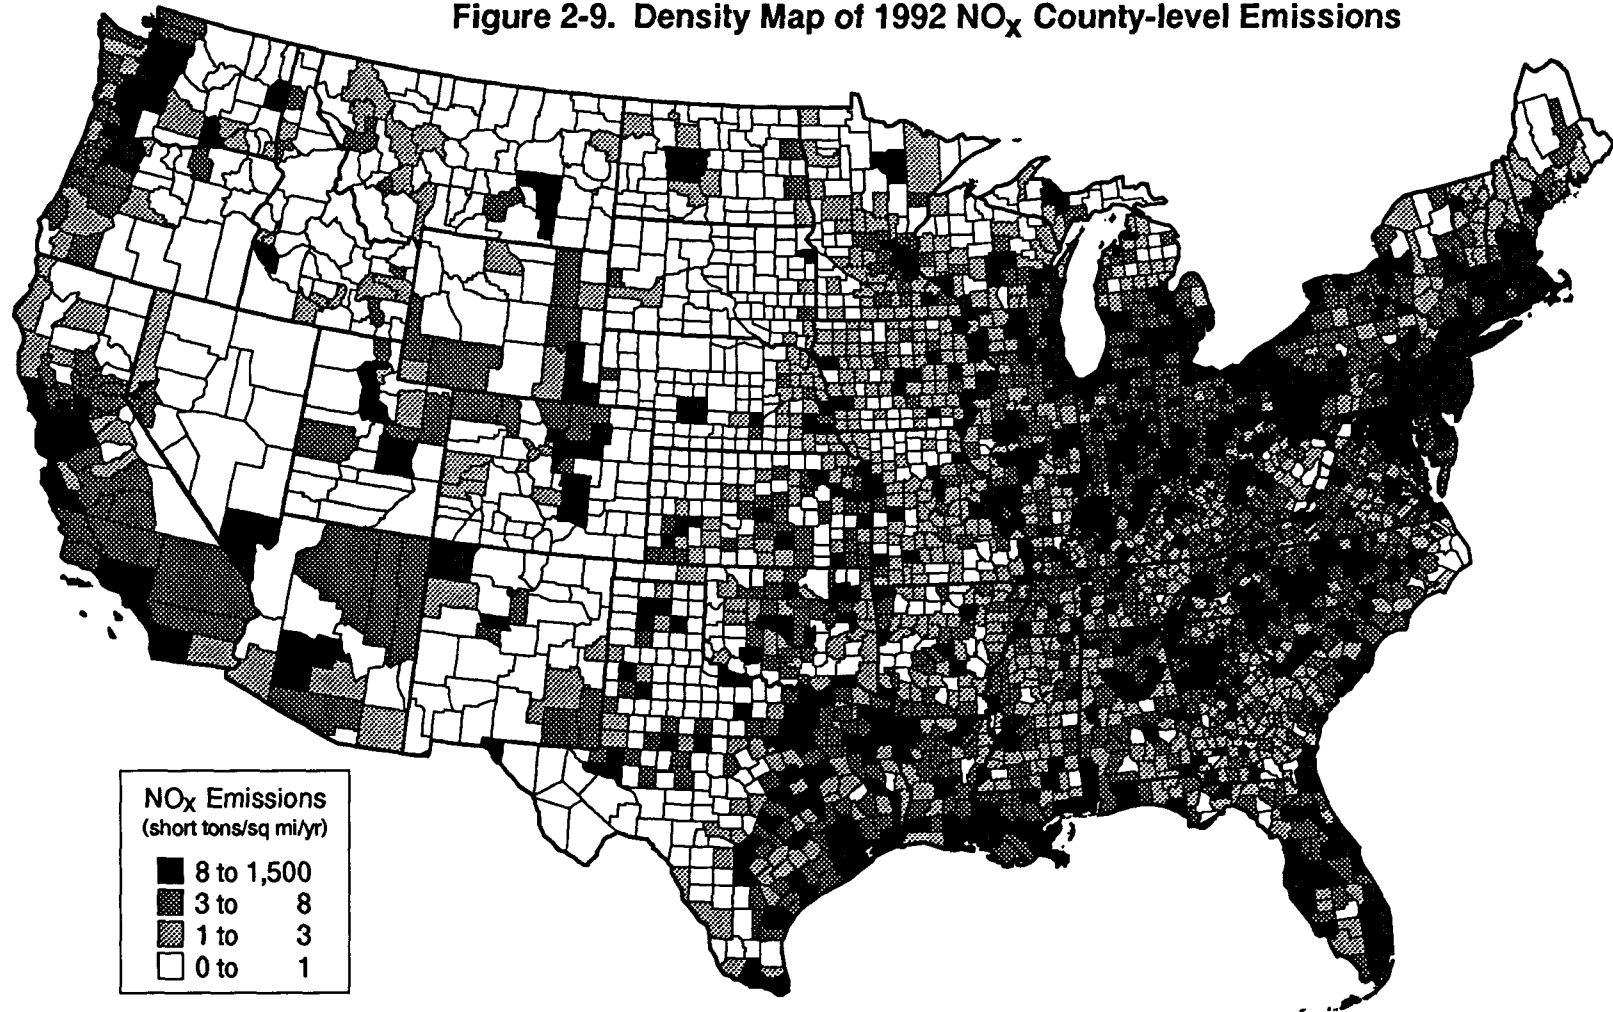 Figure 2-9. Density Map of 1992 NOx County-level Emissions
NOx Emissions
(short tons/sq mi/yr)
8 to 1,500
3 to 8
1 to 3
0 to 1